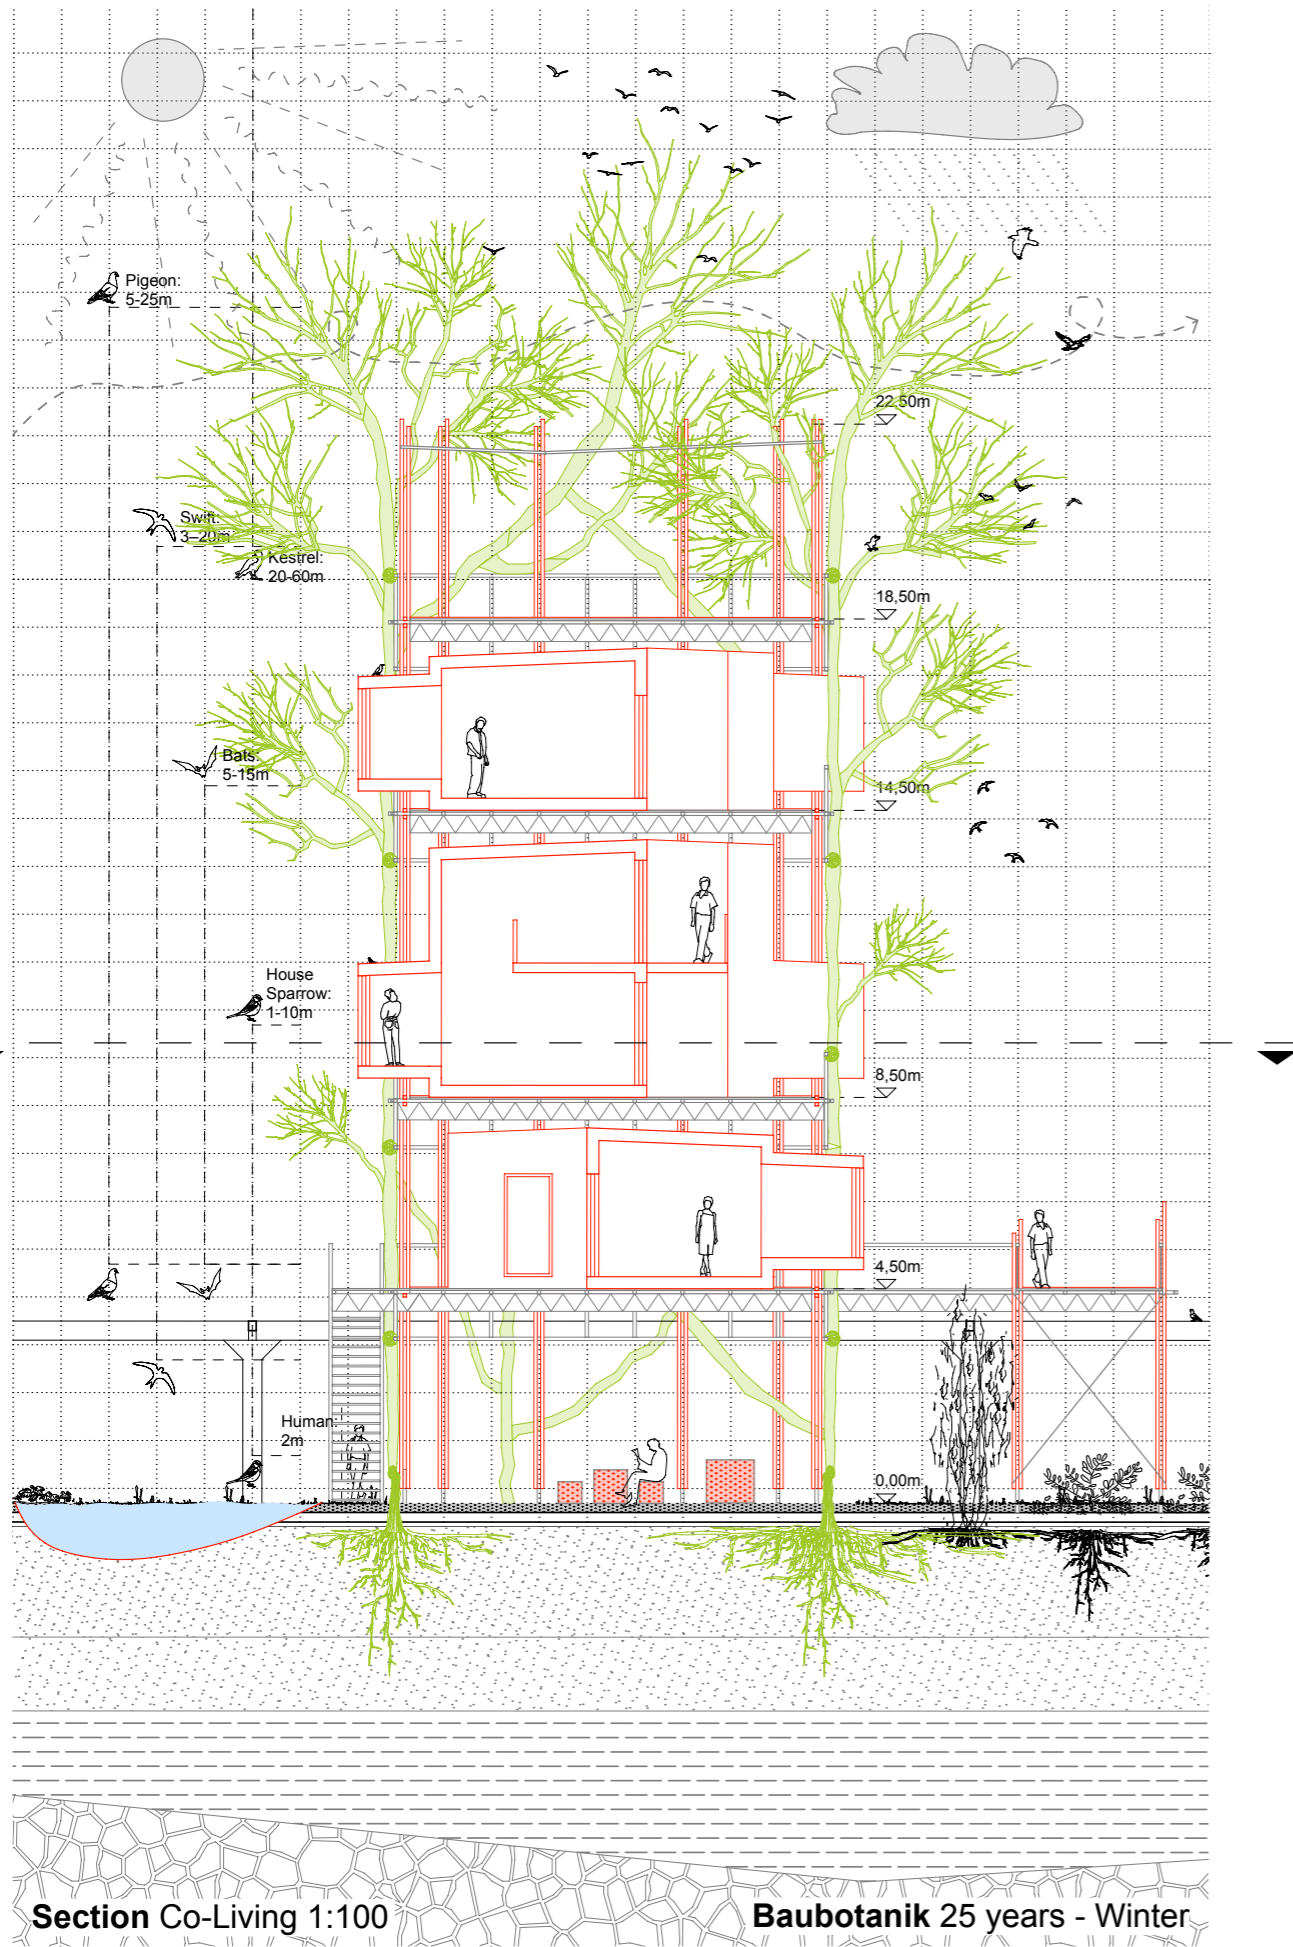 Pigeon:
5-25m
22,50m
Swift:
3–20m
Kestrel:
20-60m
18,50m
Bats:
5-15m
14,50m
House
Sparrow:
1-10m
8,50m
4,50m
Human:
2m
0,00m
Section Co-Living 1:100
Baubotanik 25 years - Winter